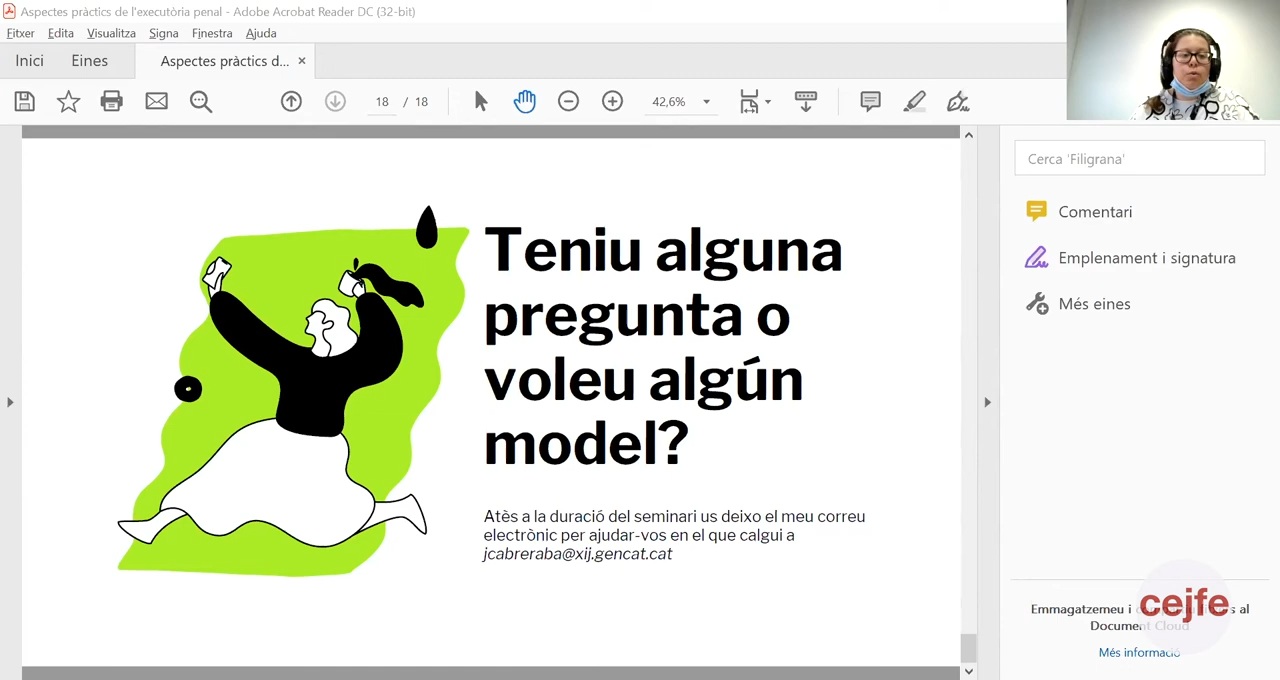 Aspectes pràctics de l'executòria penal - Adobe Acrobat Reader DC (32-bit)
Fitxer Edita Visualitza Signa Finestra Ajuda
Inici Eines Aspectes pràctics d... ×
18 / 18 42,6%
Cerca 'Filigrana'
Comentari
Emplenament i signatura
Més eines
Teniu alguna
pregunta o
voleu algún
model?
Atès a la duració del seminari us deixo el meu correu
electrònic per ajudar-vos en el que calgui a
jcabreraba@xij.gencat.cat
cejfe
Emmagatzemeu i al
Document Cloud
Més informació